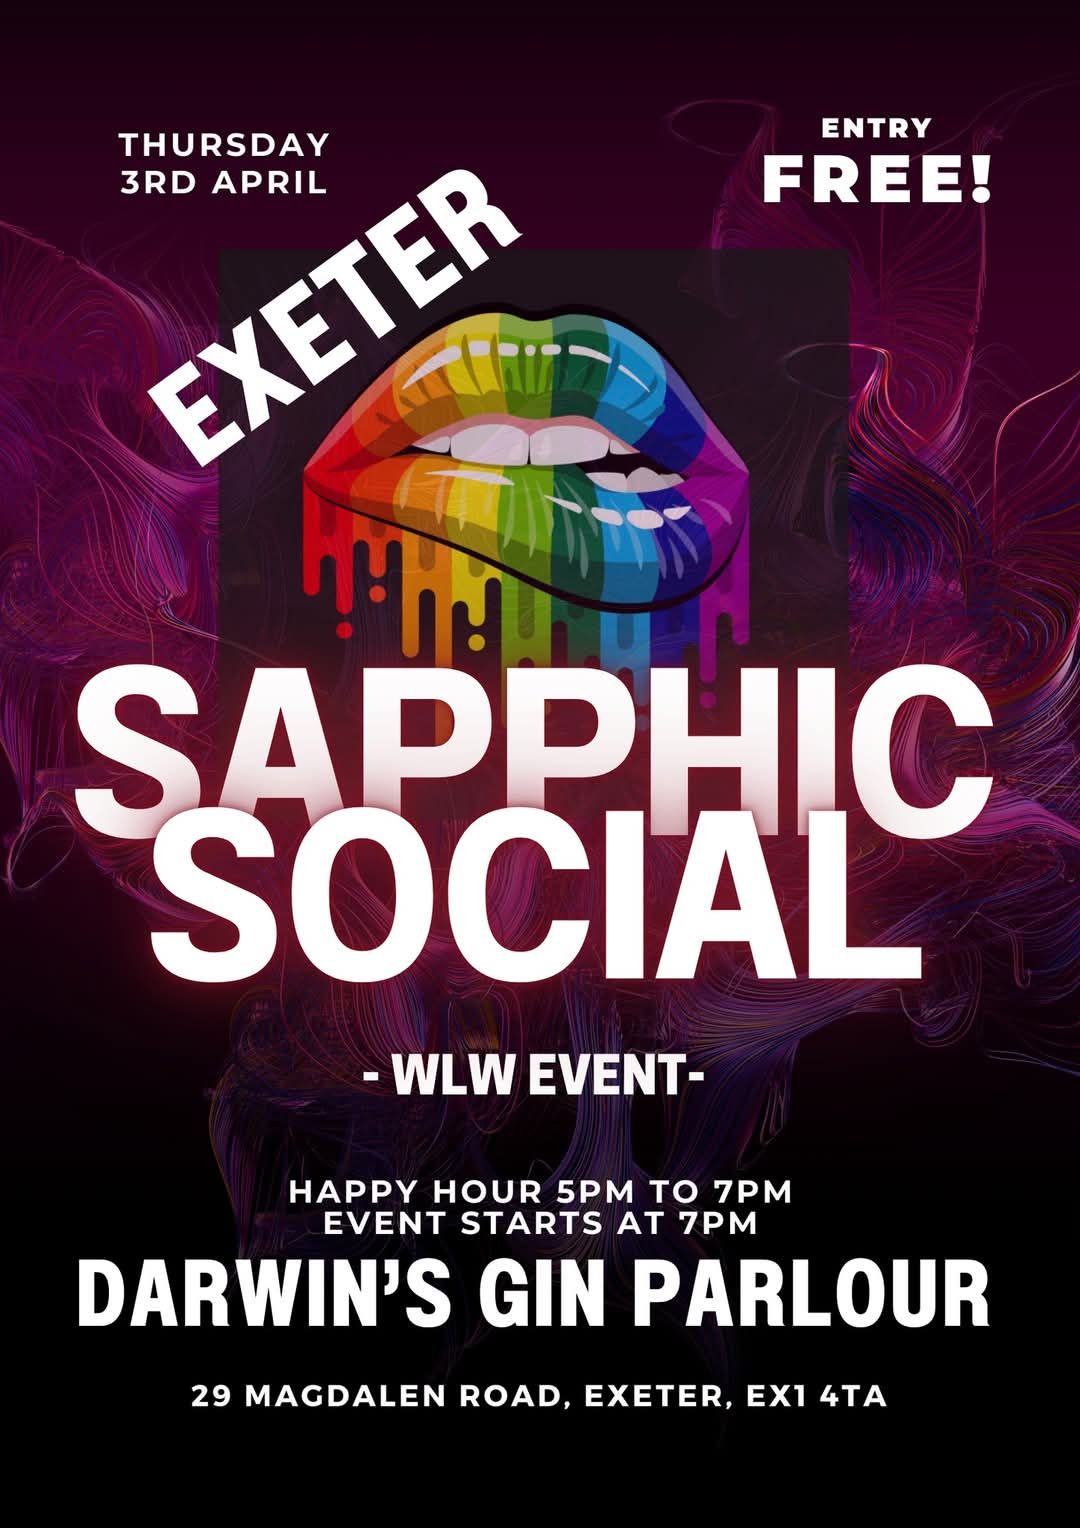 THURSDAY
3RD APRIL
ENTRY
FREE!
EXETER
SAPPHIC
SOCIAL
- WLW EVENT-
HAPPY HOUR 5PM TO 7PM
EVENT STARTS AT 7PM
DARWIN'S GIN PARLOUR
29 MAGDALEN ROAD, EXETER, EX1 4TA